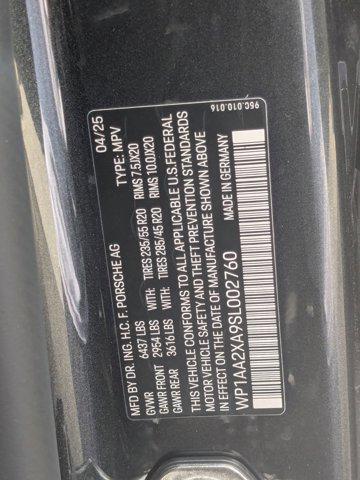 95C.010.016
MFD BY DR. ING. H.C. F. PORSCHE AG 04/25
GVWR 6437 LBS TYPE: MPV
GAWR FRONT 2954 LBS WITH: TIRES 235/55 R20 RIMS 7.5JX20
GAWR REAR 3616 LBS WITH: TIRES 285/45 R20 RIMS 10.0JX20
THIS VEHICLE CONFORMS TO ALL APPLICABLE U.S. FEDERAL
MOTOR VEHICLE SAFETY AND THEFT PREVENTION STANDARDS
IN EFFECT ON THE DATE OF MANUFACTURE SHOWN ABOVE
WP1AA2XA9SL002760 MADE IN GERMANY